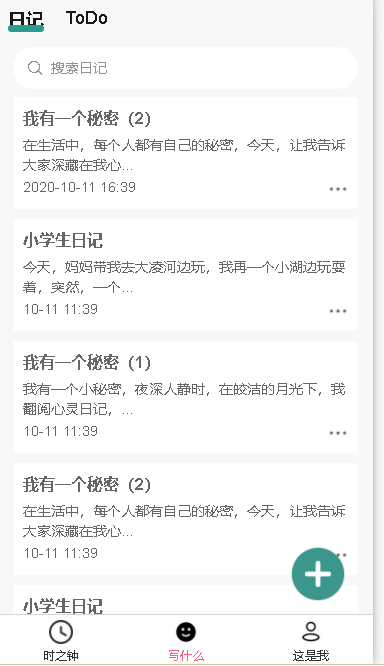 日记 ToDo
搜索日记
我有一个秘密（2）
在生活中，每个人都有自己的秘密，今天，让我告诉
大家深藏在我心...
2020-10-11 16:39
小学生日记
今天，妈妈带我去大凌河边玩，我再一个小湖边玩耍
着，突然，一个...
10-11 11:39
我有一个秘密（1）
我有一个小秘密，夜深人静时，在皎洁的月光下，我
翻阅心灵日记，...
10-11 11:39
我有一个秘密（2）
在生活中，每个人都有自己的秘密，今天，让我告诉
大家深藏在我心...
10-11 11:39
小学生日记
时之钟 写什么 这是我